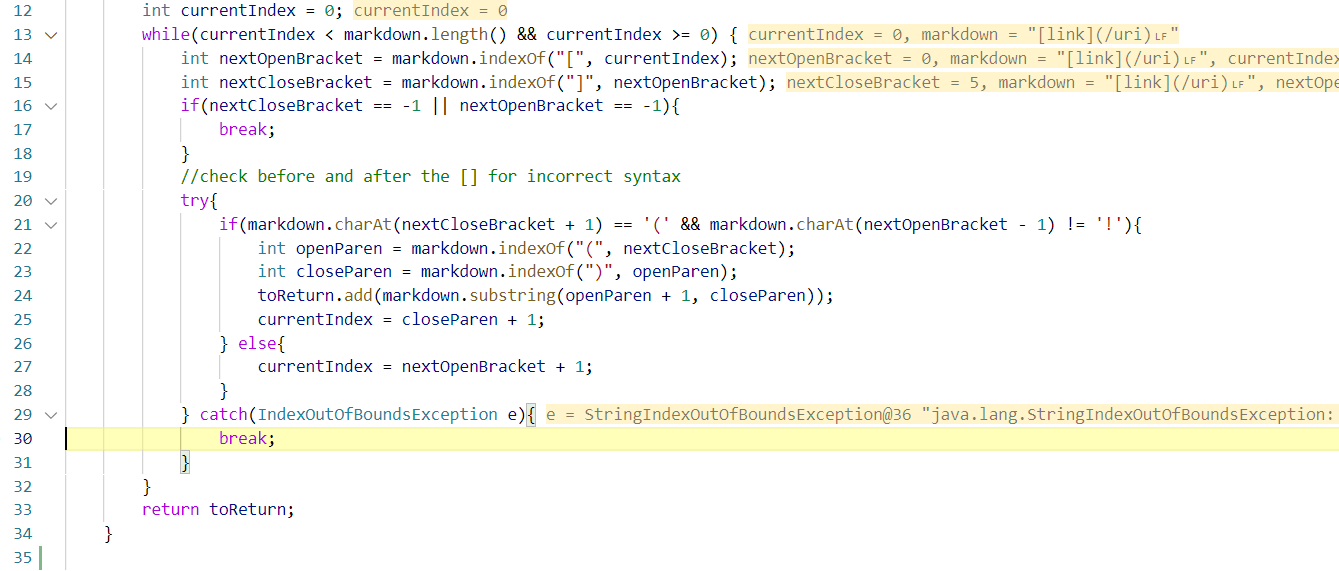 12 int currentIndex = 0; currentIndex = 0
13 while(currentIndex < markdown.length() && currentIndex >= 0) { currentIndex = 0, markdown = "[link](/uri)LF"
14 int nextOpenBracket = markdown.indexOf("[", currentIndex); nextOpenBracket = 0, markdown = "[link](/uri)LF", currentIndex
15 int nextCloseBracket = markdown.indexOf("]", nextOpenBracket); nextCloseBracket = 5, markdown = "[link](/uri)LF", nextOpe
16 if(nextCloseBracket == -1 || nextOpenBracket == -1){
17 break;
18 }
19 //check before and after the [] for incorrect syntax
20 try{
21 if(markdown.charAt(nextCloseBracket + 1) == '(' && markdown.charAt(nextOpenBracket - 1) != '!'){
22 int openParen = markdown.indexOf("(", nextCloseBracket);
23 int closeParen = markdown.indexOf(")", openParen);
24 toReturn.add(markdown.substring(openParen + 1, closeParen));
25 currentIndex = closeParen + 1;
26 } else{
27 currentIndex = nextOpenBracket + 1;
28 }
29 } catch(IndexOutOfBoundsException e){ e = StringIndexOutOfBoundsException@36 "java.lang.StringIndexOutOfBoundsException:
30 break;
31 }
32 }
33 return toReturn;
34 }
35